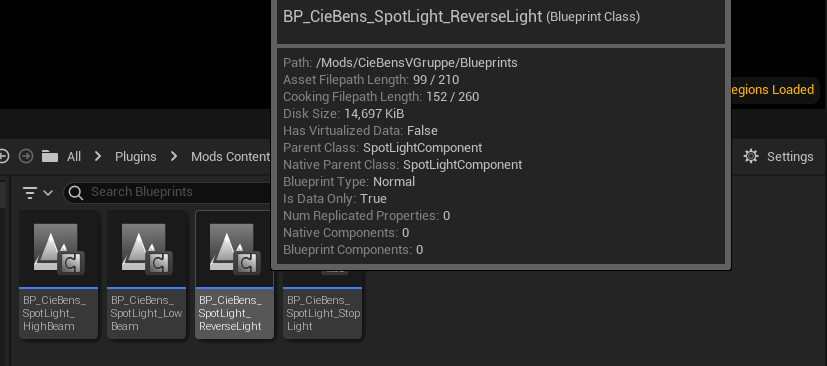 BP_CieBens_SpotLight_ReverseLight (Blueprint Class)
Path: /Mods/CieBensVGruppe/Blueprints
Asset Filepath Length: 99 / 210
Cooking Filepath Length: 152 / 260
Disk Size: 14,697 KiB
Has Virtualized Data: False
Parent Class: SpotLightComponent
Native Parent Class: SpotLightComponent
Blueprint Type: Normal
Is Data Only: True
Num Replicated Properties: 0
Native Components: 0
Blueprint Components: 0
egions Loaded
All > Plugins > Mods Content
Settings
Search Blueprints
BP_CieBens_
SpotLight_
HighBeam
BP_CieBens_
SpotLight_Low
Beam
BP_CieBens_
SpotLight_
ReverseLight
BP_CieBens_
SpotLight_Stop
Light